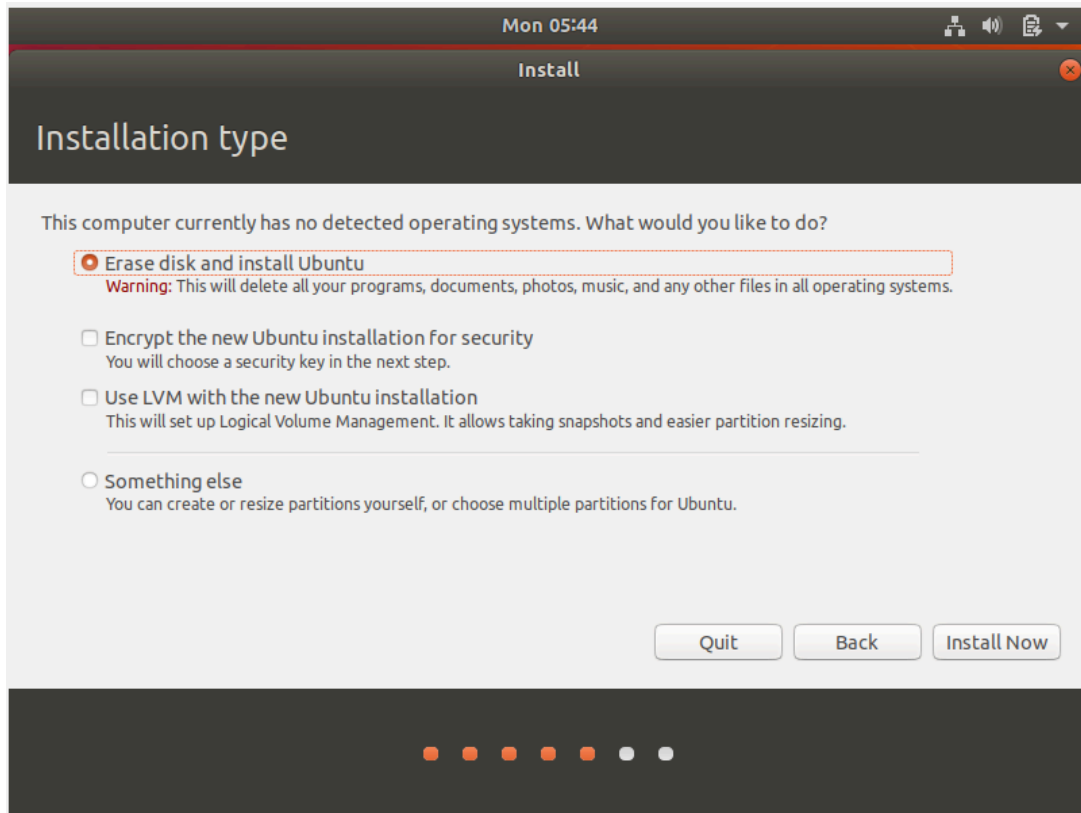 Mon 05:44
Install
Installation type
This computer currently has no detected operating systems. What would you like to do?
Erase disk and install Ubuntu
Warning: This will delete all your programs, documents, photos, music, and any other files in all operating systems.
Encrypt the new Ubuntu installation for security
You will choose a security key in the next step.
Use LVM with the new Ubuntu installation
This will set up Logical Volume Management. It allows taking snapshots and easier partition resizing.
Something else
You can create or resize partitions yourself, or choose multiple partitions for Ubuntu.
Quit Back Install Now